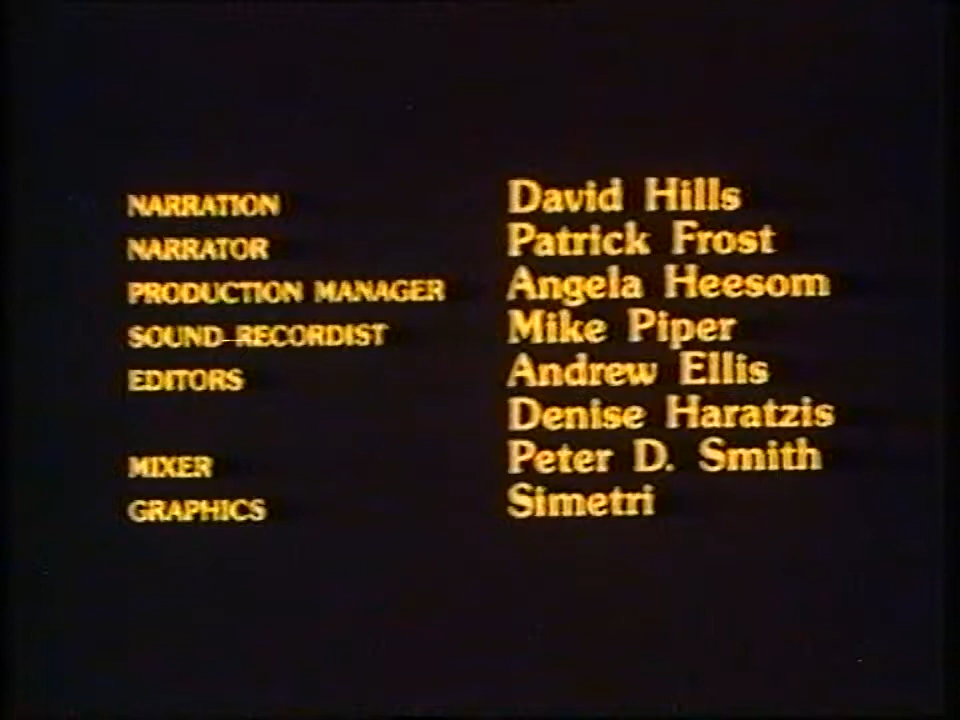 NARRATION David Hills
NARRATOR Patrick Frost
PRODUCTION MANAGER Angela Heesom
SOUND RECORDIST Mike Piper
EDITORS Andrew Ellis
Denise Haratzis
MIXER Peter D. Smith
GRAPHICS Simetri